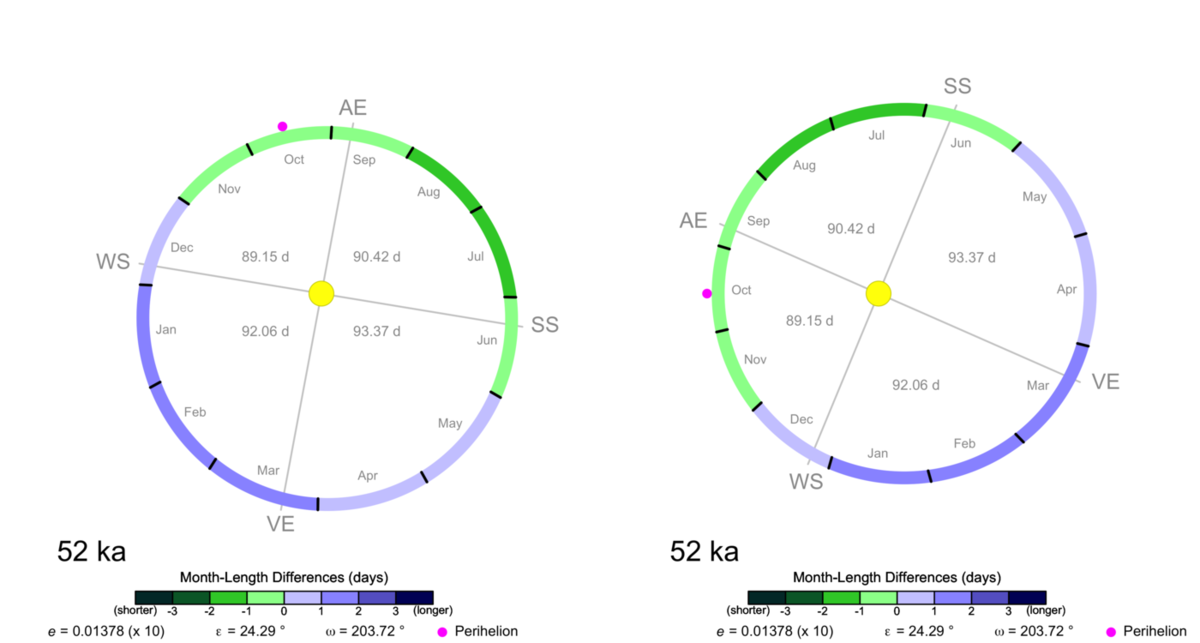 AE
Oct
Sep
Nov
Aug
Dec
WS
89.15 d
90.42 d
Jul
SS
Jan
92.06 d
93.37 d
Jun
Feb
May
Mar
Apr
VE
52 ka
Month-Length Differences (days)
(shorter) -3 -2 -1 0 1 2 3 (longer)
e = 0.01378 (x 10) ε = 24.29 ° ω = 203.72 ° Perihelion
SS
Jul
Jun
Aug
May
AE
Sep
90.42 d
93.37 d
Oct
Apr
89.15 d
Nov
92.06 d
Mar
VE
Dec
Feb
Jan
WS
52 ka
Month-Length Differences (days)
(shorter) -3 -2 -1 0 1 2 3 (longer)
e = 0.01378 (x 10) ε = 24.29 ° ω = 203.72 ° Perihelion